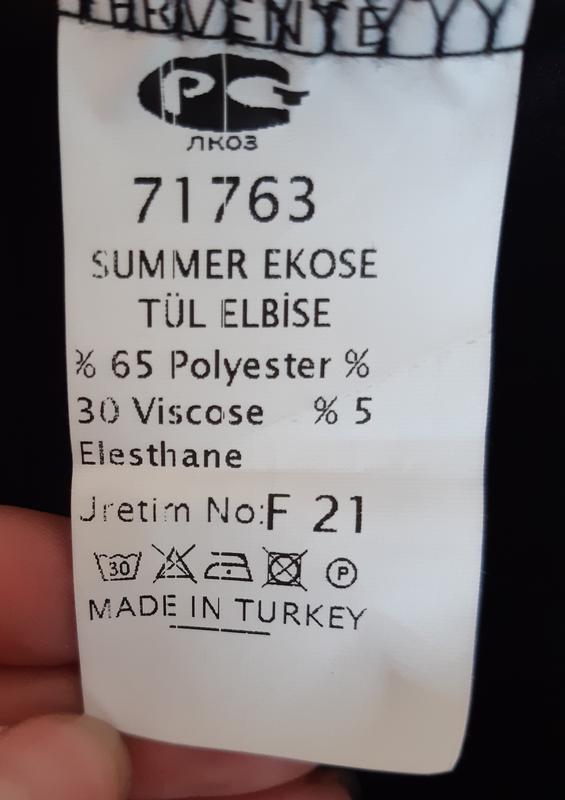 PC
ЛКОЗ
71763
SUMMER EKOSE
TÜL ELBİSE
% 65 Polyester %
30 Viscose % 5
Elesthane
Üretim No:F 21
30 P
MADE IN TURKEY